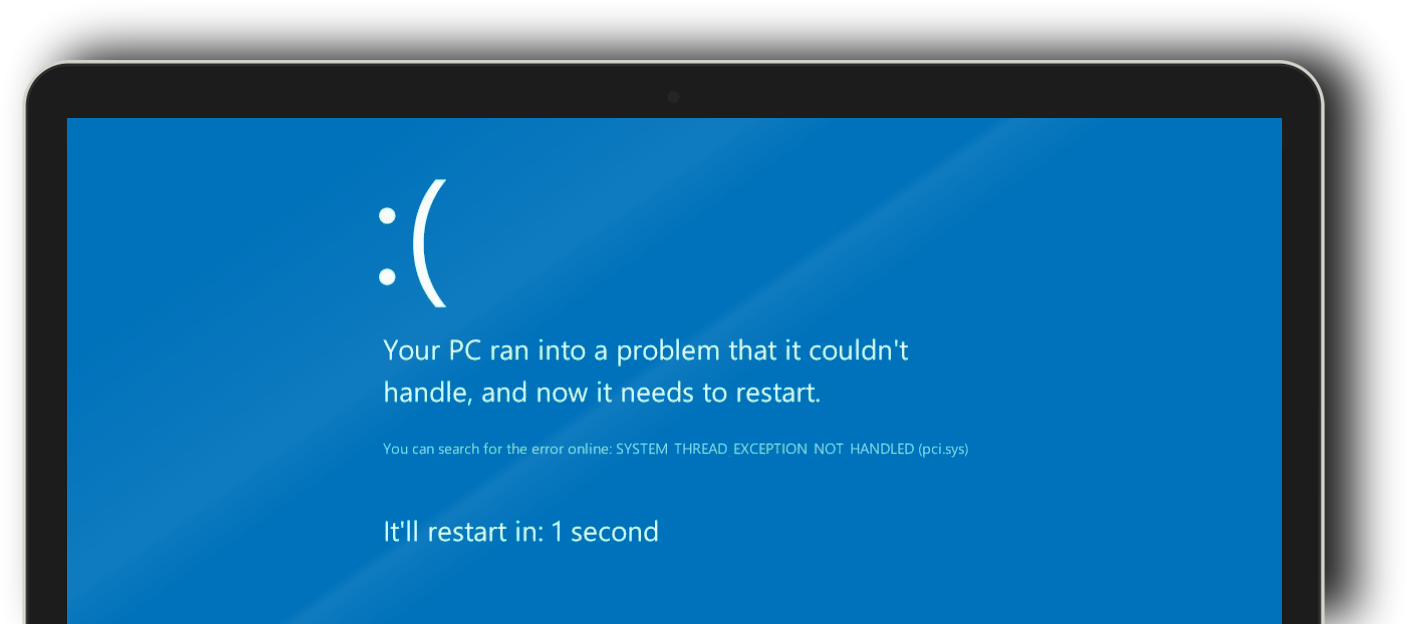 :(
Your PC ran into a problem that it couldn't
handle, and now it needs to restart.
You can search for the error online: SYSTEM THREAD EXCEPTION NOT HANDLED (pci.sys)
It'll restart in: 1 second